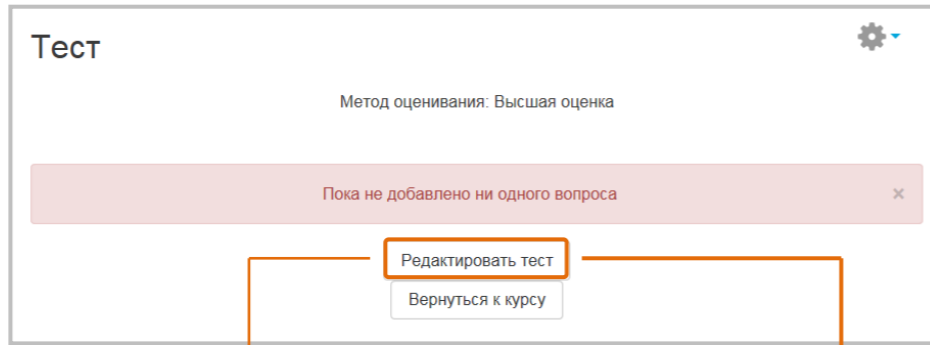 Тест
Метод оценивания: Высшая оценка
Пока не добавлено ни одного вопроса
×
Редактировать тест
Вернуться к курсу